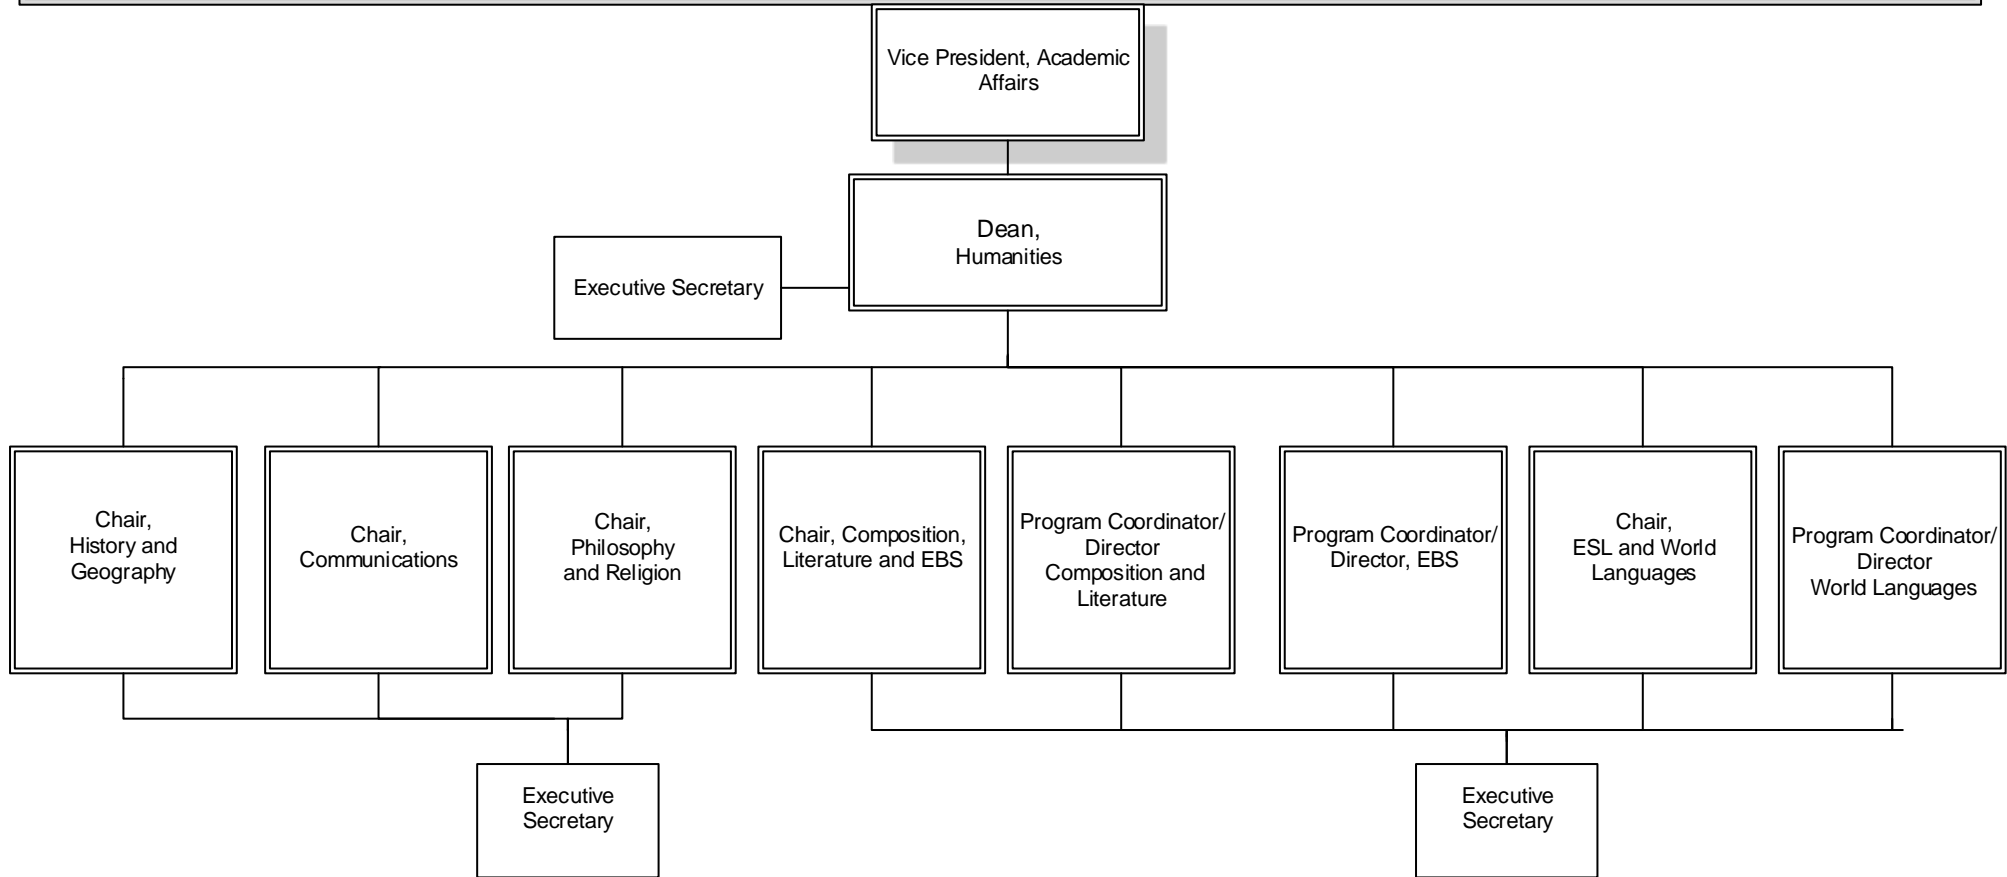 Vice President, Academic
Affairs
Dean,
Humanities
Executive Secretary
Chair,
History and
Geography
Chair,
Communications
Chair,
Philosophy
and Religion
Chair, Composition,
Literature and EBS
Program Coordinator/
Director
Composition and
Literature
Program Coordinator/
Director, EBS
Chair,
ESL and World
Languages
Program Coordinator/
Director
World Languages
Executive
Secretary
Executive
Secretary